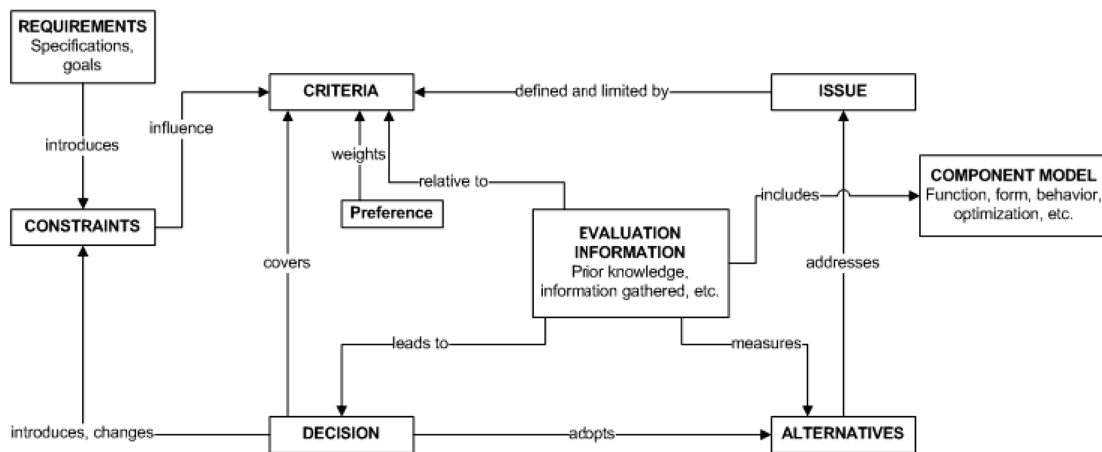 REQUIREMENTS
Specifications,
goals
CRITERIA
defined and limited by
ISSUE
influence
introduces
weights
relative to
includes
COMPONENT MODEL
Function, form, behavior,
optimization, etc.
CONSTRAINTS
Preference
EVALUATION
INFORMATION
Prior knowledge,
information gathered, etc.
covers
addresses
leads to
measures
introduces, changes
DECISION
adopts
ALTERNATIVES